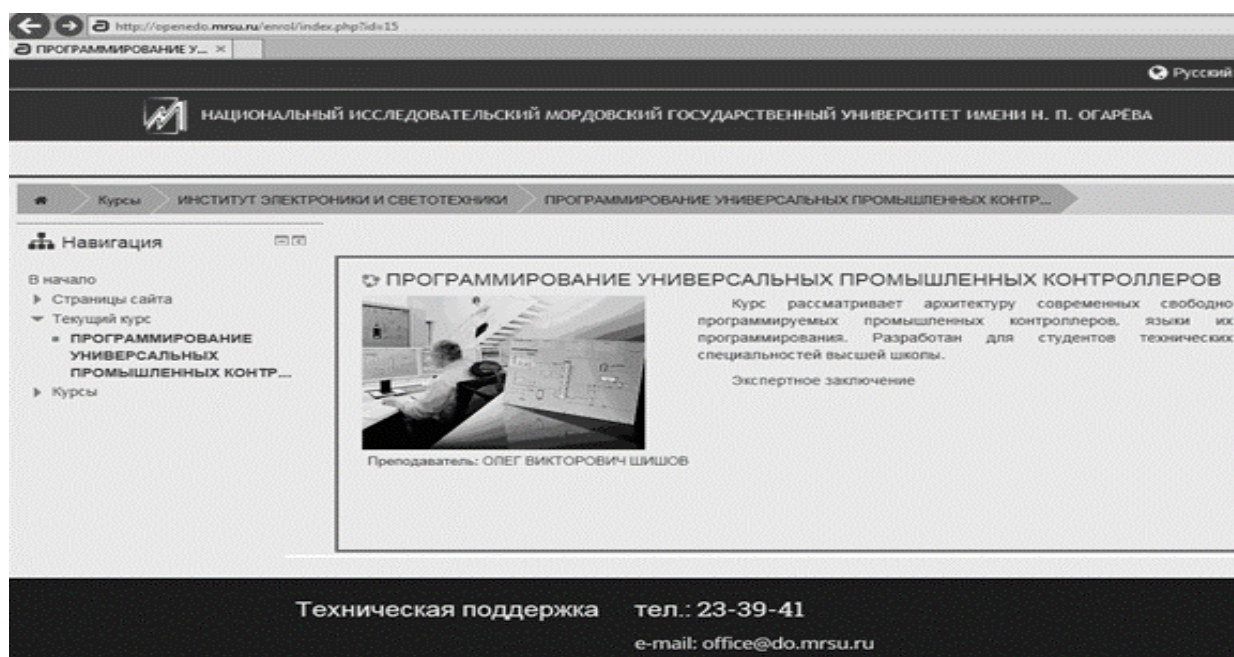 http://openedo.mrsu.ru/enrol/index.php?id=15
ПРОГРАММИРОВАНИЕ У... ×
Русский
НАЦИОНАЛЬНЫЙ ИССЛЕДОВАТЕЛЬСКИЙ МОРДОВСКИЙ ГОСУДАРСТВЕННЫЙ УНИВЕРСИТЕТ ИМЕНИ Н. П. ОГАРЁВА
Курсы ИНСТИТУТ ЭЛЕКТРОНИКИ И СВЕТОТЕХНИКИ ПРОГРАММИРОВАНИЕ УНИВЕРСАЛЬНЫХ ПРОМЫШЛЕННЫХ КОНТР...
Навигация
В начало
Страницы сайта
Текущий курс
ПРОГРАММИРОВАНИЕ
УНИВЕРСАЛЬНЫХ
ПРОМЫШЛЕННЫХ КОНТР...
Курсы
ПРОГРАММИРОВАНИЕ УНИВЕРСАЛЬНЫХ ПРОМЫШЛЕННЫХ КОНТРОЛЛЕРОВ
Курс рассматривает архитектуру современных свободно
программируемых промышленных контроллеров, языки их
программирования. Разработан для студентов технических
специальностей высшей школы.
Экспертное заключение
Преподаватель: ОЛЕГ ВИКТОРОВИЧ ШИШОВ
Техническая поддержка тел.: 23-39-41
e-mail: office@do.mrsu.ru